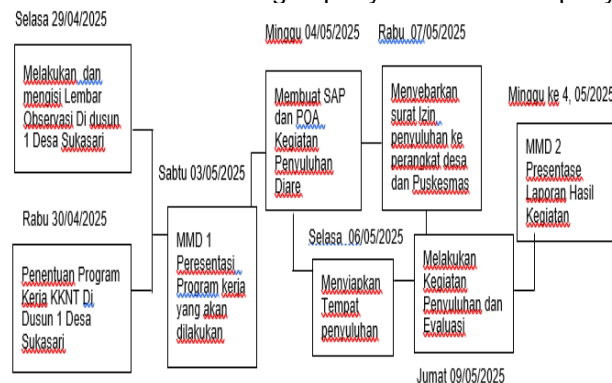 Selasa 29/04/2025
Melakukan dan
mengisi Lembar
Observasi Di dusun
1 Desa Sukasari
Rabu 30/04/2025
Penentuan Program
Kerja KKNT Di
Dusun 1 Desa
Sukasari
Sabtu 03/05/2025
MMD 1
Peresentasi
Program kerja
yang akan
dilakukan
Minggu 04/05/2025
Membuat SAP
dan POA
Kegiatan
Penyuluhan
Diare
Selasa 06/05/2025
Menyiapkan
Tempat
penyuluhan
Rabu 07/05/2025
Menyebarkan
surat Izin
penyuluhan ke
perangkat desa
dan Puskesmas
Melakukan
Kegiatan
Penyuluhan dan
Evaluasi
Jumat 09/05/2025
Minggu ke 4, 05/2025
MMD 2
Presentase
Laporan Hasil
Kegiatan